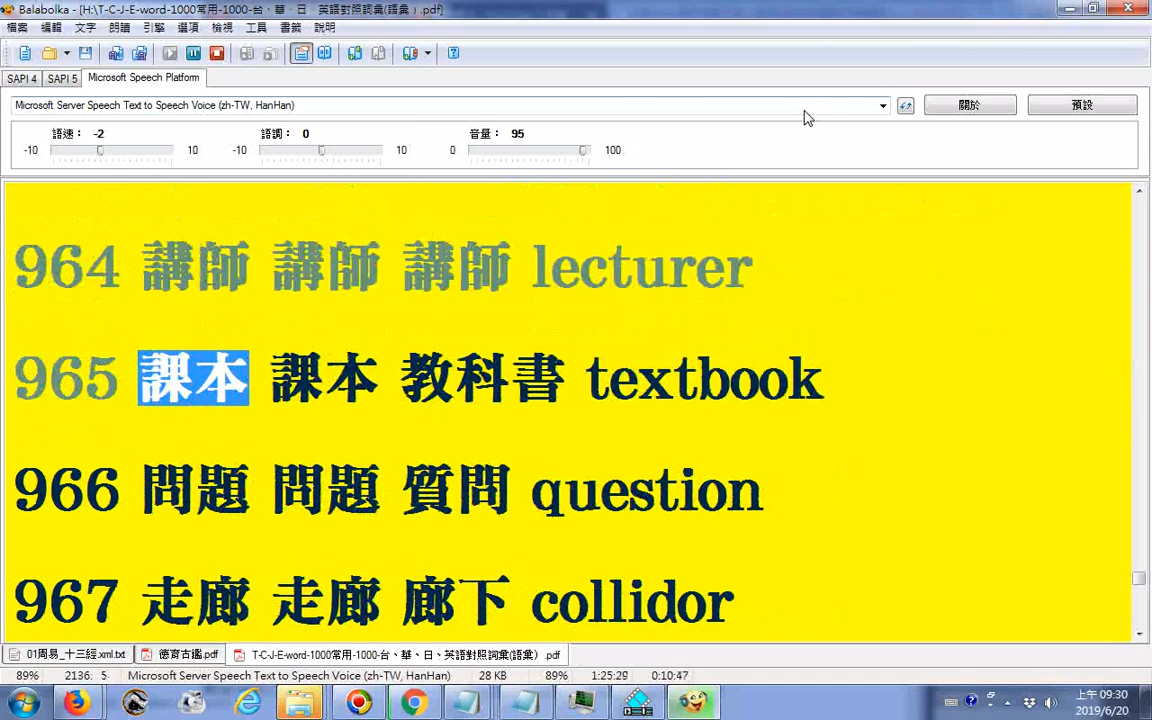 Balabolka - [H:\T-C-J-E-word-1000常用-1000-台、華、日、英語對照詞彙(語彙).pdf]
檔案 編輯 文字 朗讀 引擎 選項 檢視 工具 書籤 說明
SAPI 4 SAPI 5 Microsoft Speech Platform
Microsoft Server Speech Text to Speech Voice (zh-TW, HanHan) 關於 預設
語速： -2 語調： 0 音量： 95
-10 10 -10 10 0 100
964 講師 講師 講師 lecturer
965 課本 課本 教科書 textbook
966 問題 問題 質問 question
967 走廊 走廊 廊下 collidor
01周易_十三經.xml.txt 德育古鑑.pdf T-C-J-E-word-1000常用-1000-台、華、日、英語對照詞彙(語彙）.pdf
89% 2136: 5 Microsoft Server Speech Text to Speech Voice (zh-TW, HanHan) 28 KB 89% 1:25:29 0:10:47
上午 09:30
2019/6/20